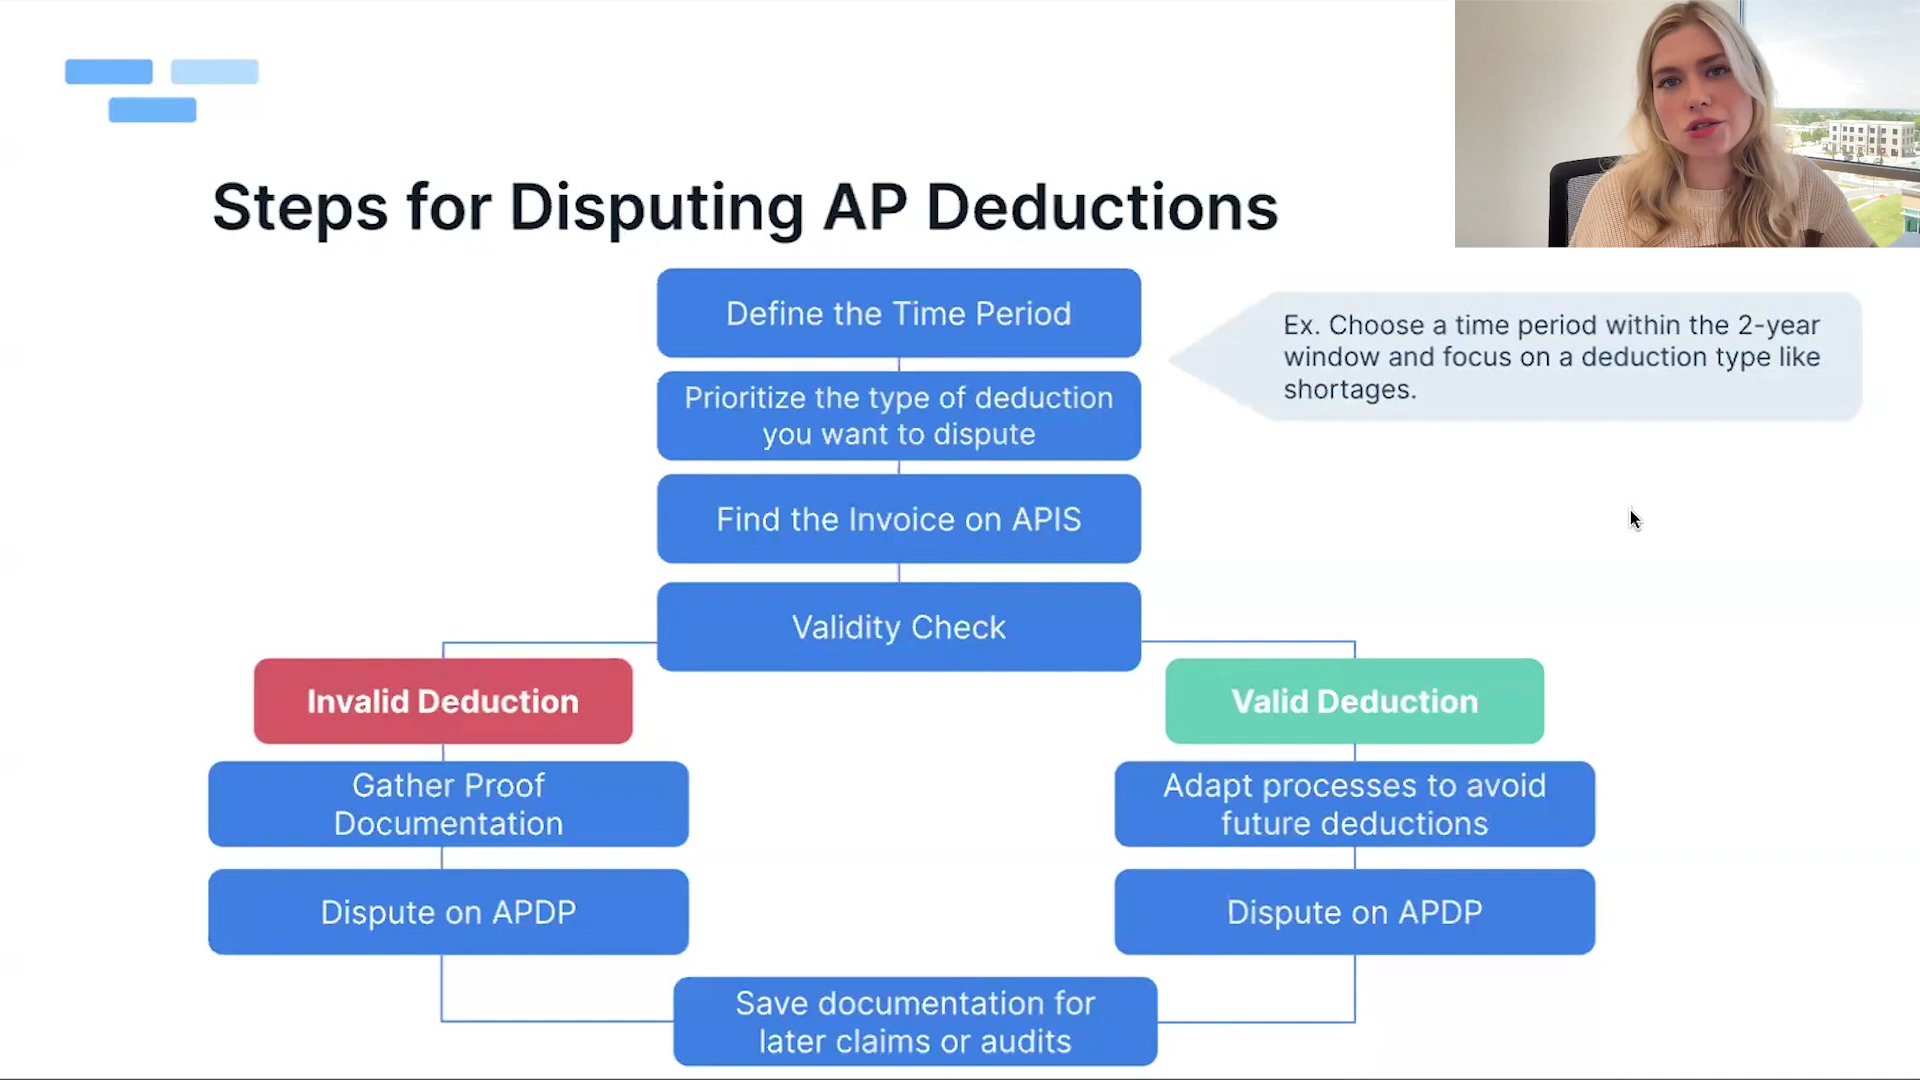 Steps for Disputing AP Deductions
Define the Time Period
Ex. Choose a time period within the 2-year
window and focus on a deduction type like
shortages.
Prioritize the type of deduction
you want to dispute
Find the Invoice on APIS
Validity Check
Invalid Deduction
Valid Deduction
Gather Proof
Documentation
Adapt processes to avoid
future deductions
Dispute on APDP
Dispute on APDP
Save documentation for
later claims or audits